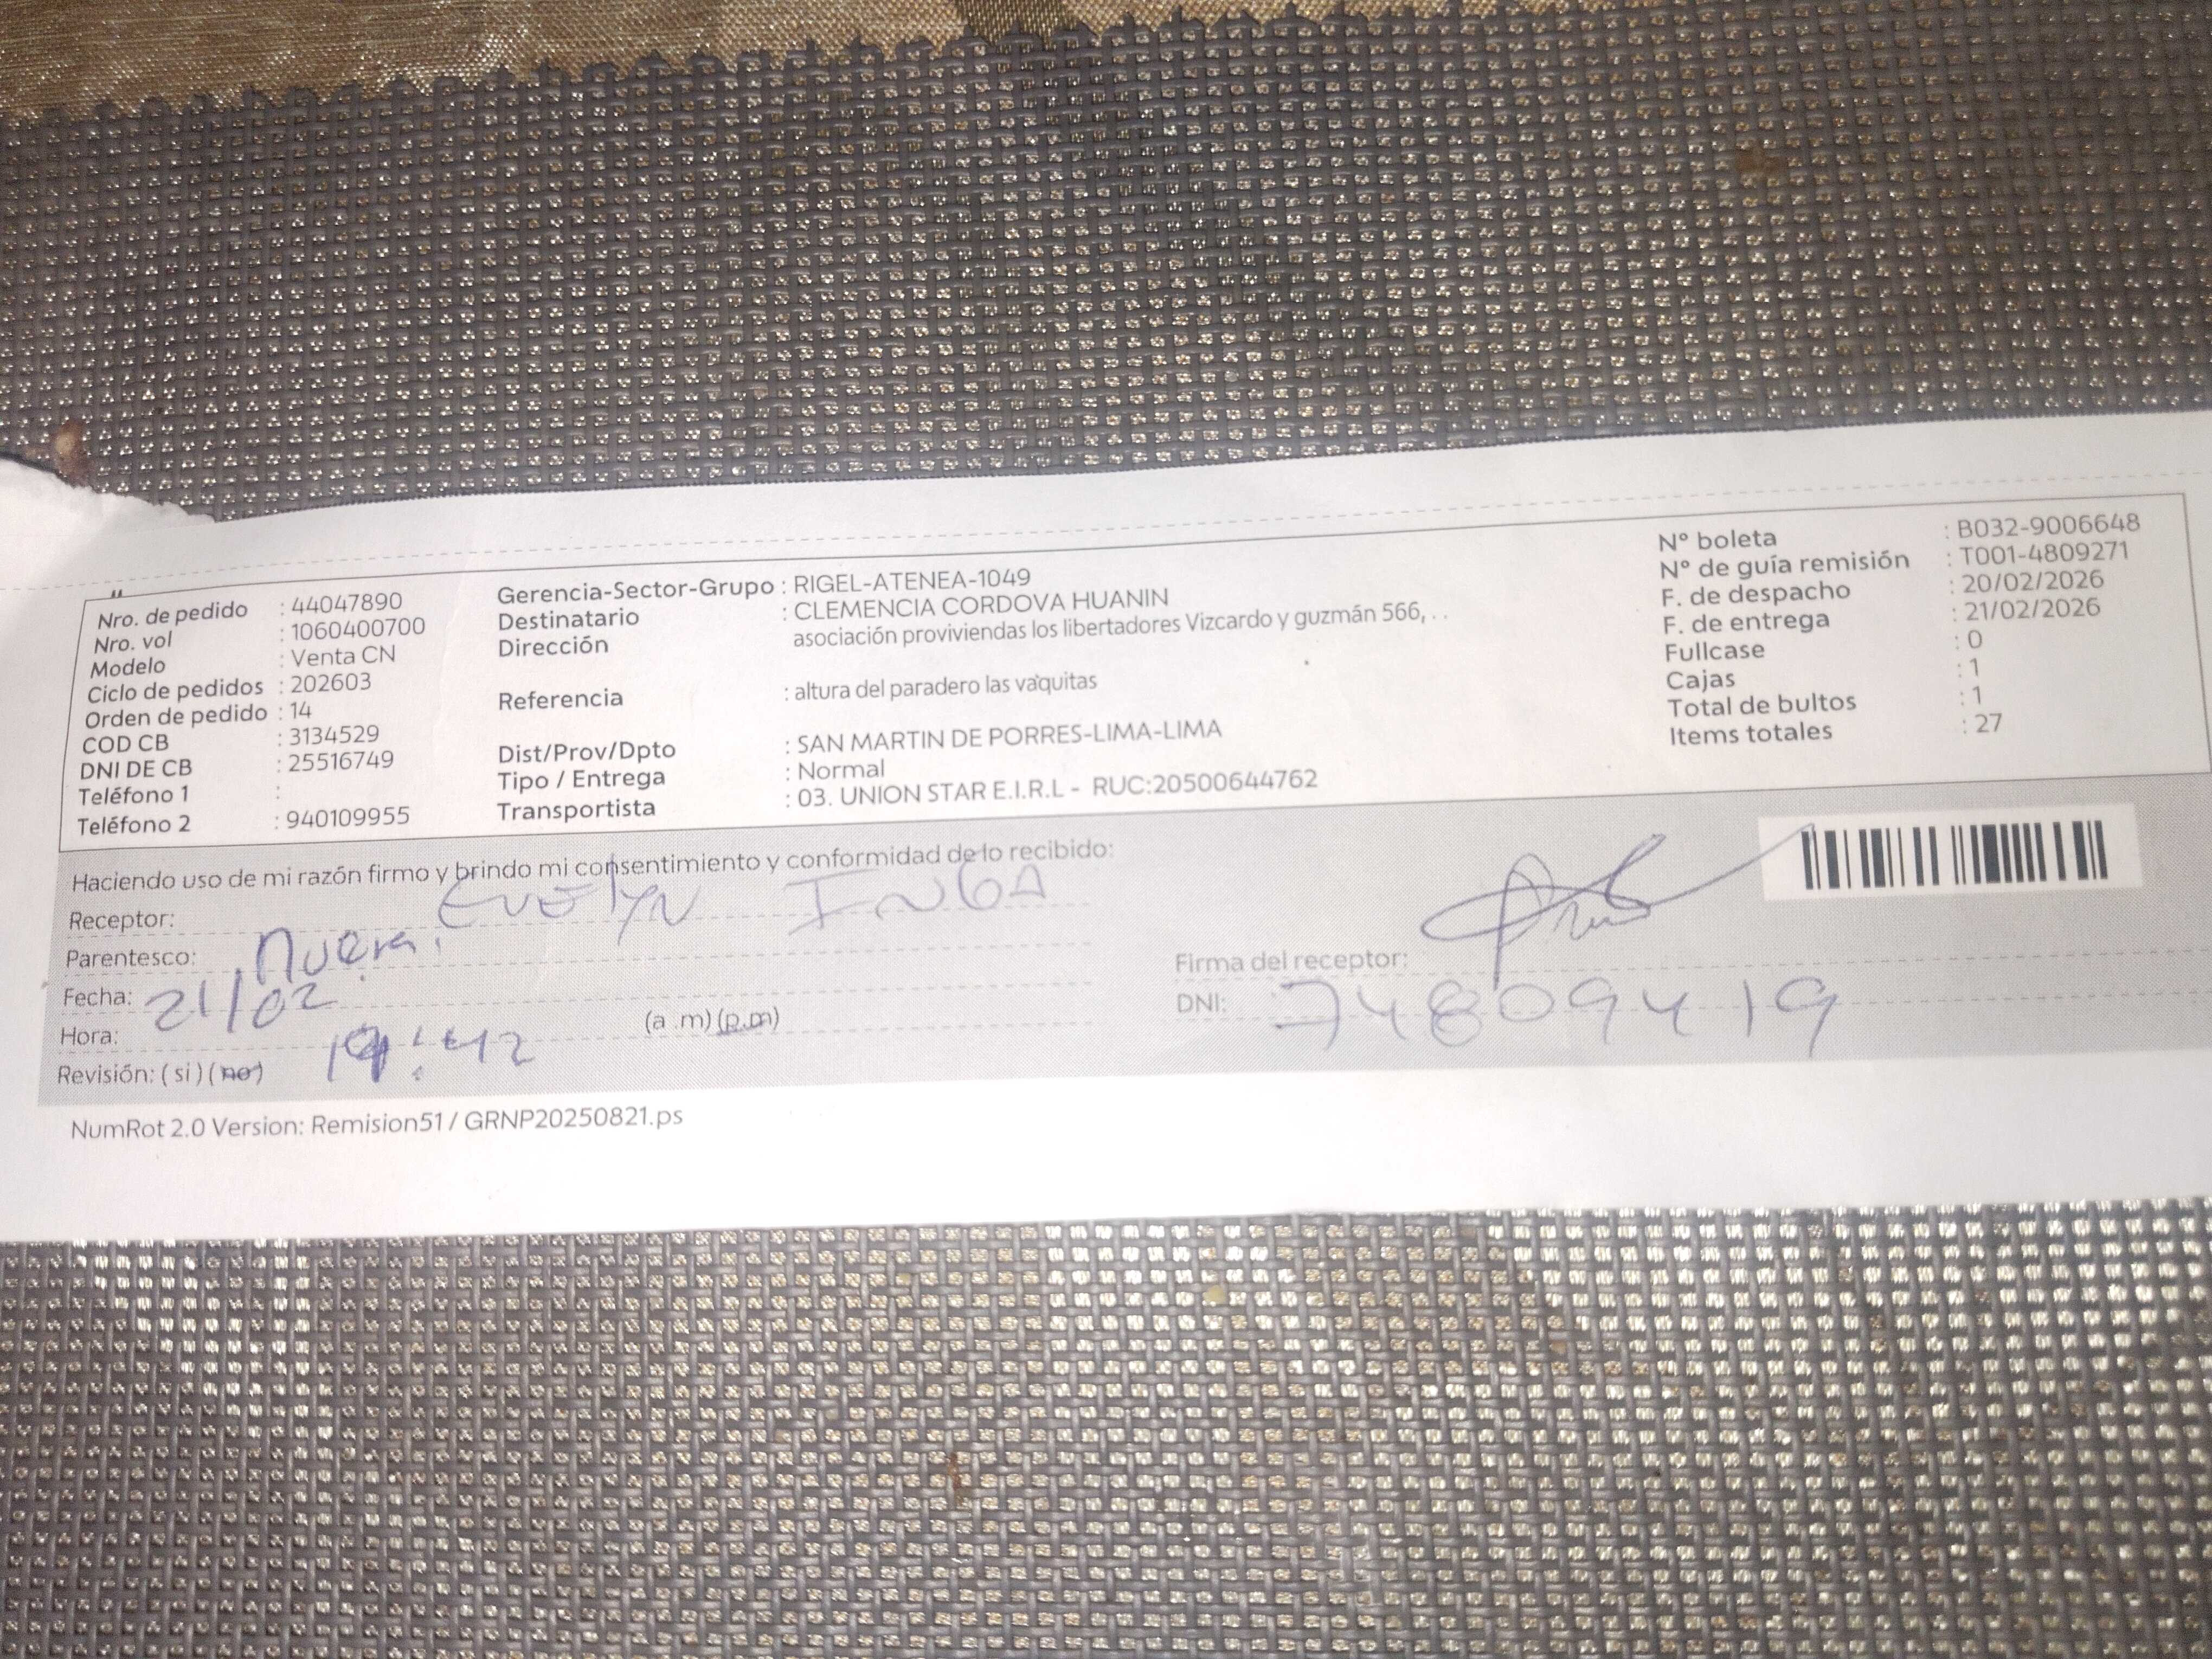 Nro. de pedido : 44047890
Nro. vol : 1060400700
Modelo : Venta CN
Ciclo de pedidos : 202603
Orden de pedido : 14
COD CB : 3134529
DNI DE CB : 25516749
Teléfono 1 :
Teléfono 2 : 940109955
Gerencia-Sector-Grupo : RIGEL-ATENEA-1049
Destinatario : CLEMENCIA CORDOVA HUANIN
Dirección : asociación proviviendas los libertadores Vizcardo y guzmán 566, . .
Referencia : altura del paradero las vaquitas
Dist/Prov/Dpto : SAN MARTIN DE PORRES-LIMA-LIMA
Tipo / Entrega : Normal
Transportista : 03. UNION STAR E.I.R.L - RUC:20500644762
N° boleta : B032-9006648
N° de guía remisión : T001-4809271
F. de despacho : 20/02/2026
F. de entrega : 21/02/2026
Fullcase : 0
Cajas : 1
Total de bultos : 1
Items totales : 27
Haciendo uso de mi razón firmo y brindo mi consentimiento y conformidad de lo recibido:
Receptor: Evelyn INGA
Parentesco: Nuera.
Fecha: 21/02
Hora: 19:42 (a .m) (p.m)
Revisión: ( si ) ( no )
Firma del receptor:
DNI: 74809419
NumRot 2.0 Version: Remision51 / GRNP20250821.ps